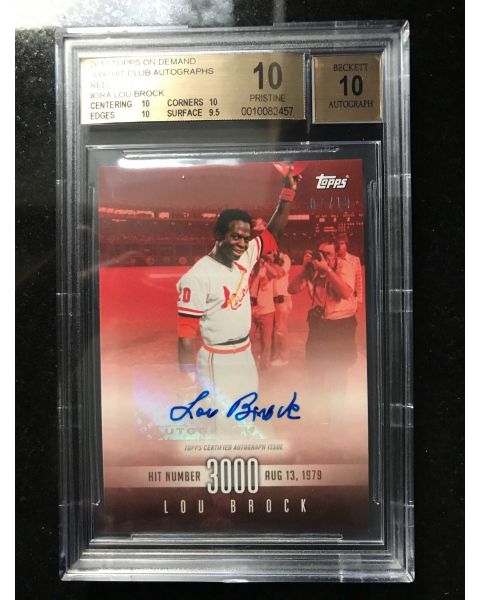 2017 TOPPS ON DEMAND
3000 HIT CLUB AUTOGRAPHS
RED
#3RA LOU BROCK
CENTERING 10 CORNERS 10
EDGES 10 SURFACE 9.5
10
PRISTINE
0010082457
BECKETT
10
AUTOGRAPH
TOPPS
20
Cardinals
Lou Brock
TOPPS CERTIFIED AUTOGRAPH ISSUE
HIT NUMBER 3000 AUG 13, 1979
LOU BROCK